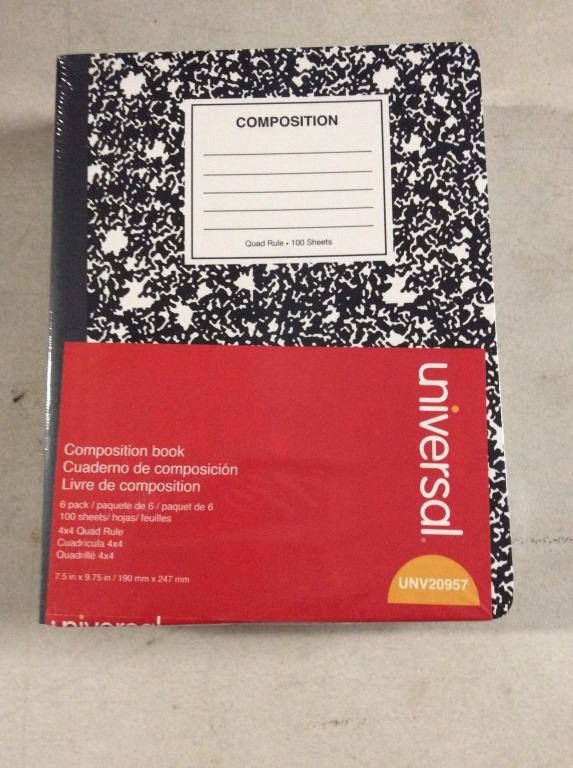 COMPOSITION
Quad Rule • 100 Sheets
universal
Composition book
Cuaderno de composición
Livre de composition
6 pack / paquete de 6 / paquet de 6
100 sheets/ hojas/ feuilles
4x4 Quad Rule
Cuadrícula 4x4
Quadrillé 4x4
7.5 in x 9.75 in / 190 mm x 247 mm
UNV20957
universal